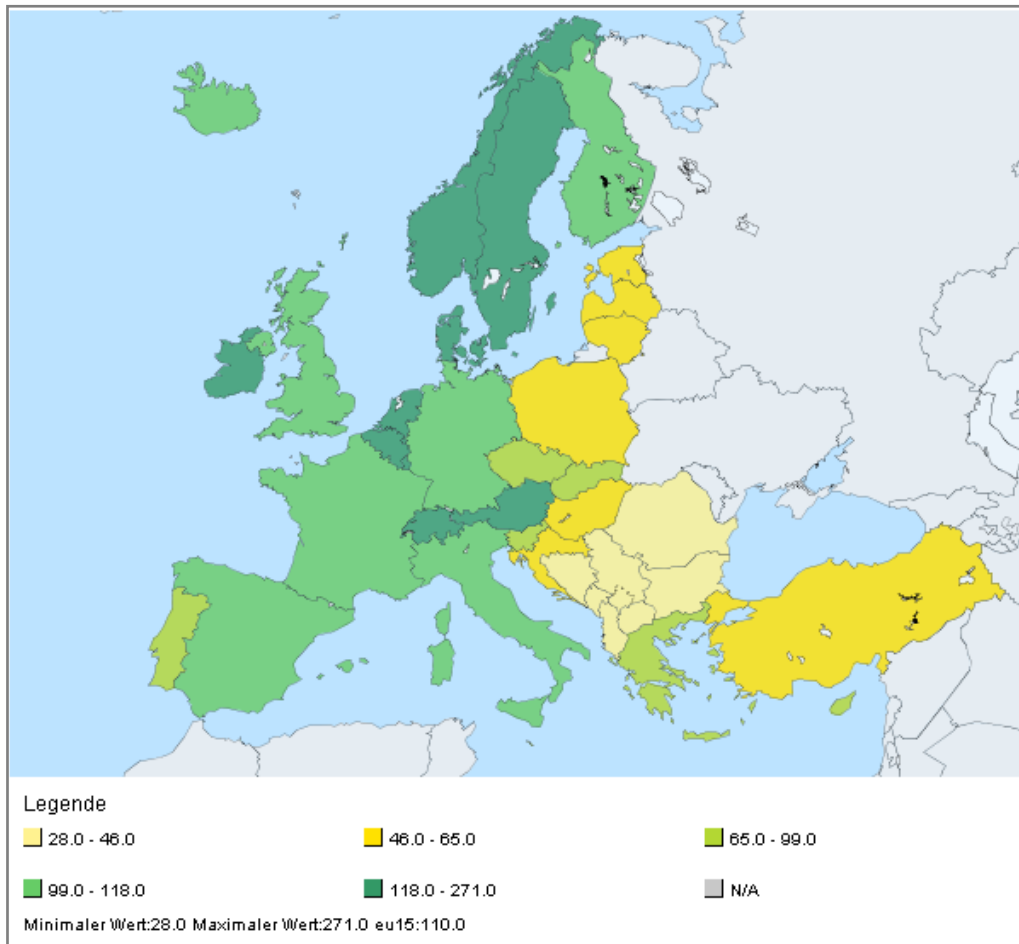 Legende
28.0 - 46.0 46.0 - 65.0 65.0 - 99.0
99.0 - 118.0 118.0 - 271.0 N/A
Minimaler Wert:28.0 Maximaler Wert:271.0 eu15:110.0